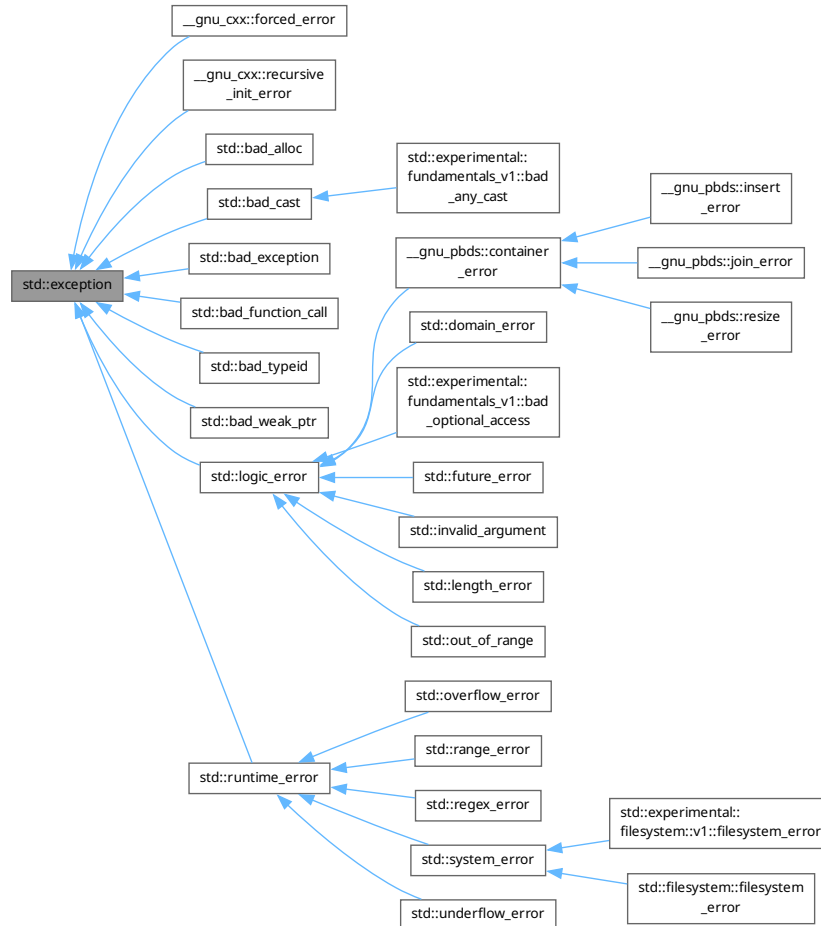 __gnu_cxx::forced_error
__gnu_cxx::recursive
_init_error
std::bad_alloc
std::experimental::
fundamentals_v1::bad
_any_cast
std::bad_cast
__gnu_pbds::insert
_error
std::bad_exception
__gnu_pbds::container
_error
__gnu_pbds::join_error
std::exception
std::bad_function_call
std::domain_error
__gnu_pbds::resize
_error
std::bad_typeid
std::experimental::
fundamentals_v1::bad
_optional_access
std::bad_weak_ptr
std::logic_error
std::future_error
std::invalid_argument
std::length_error
std::out_of_range
std::overflow_error
std::range_error
std::runtime_error
std::regex_error
std::experimental::
filesystem::v1::filesystem_error
std::system_error
std::filesystem::filesystem
_error
std::underflow_error